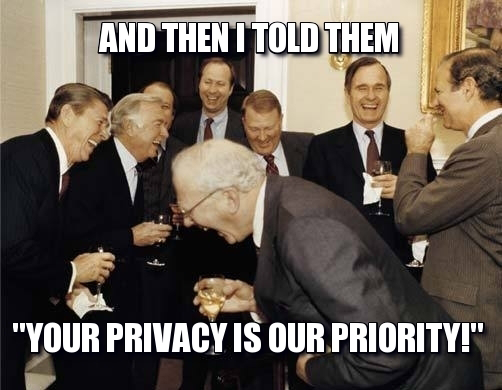 AND THEN I TOLD THEM
"YOUR PRIVACY IS OUR PRIORITY!"